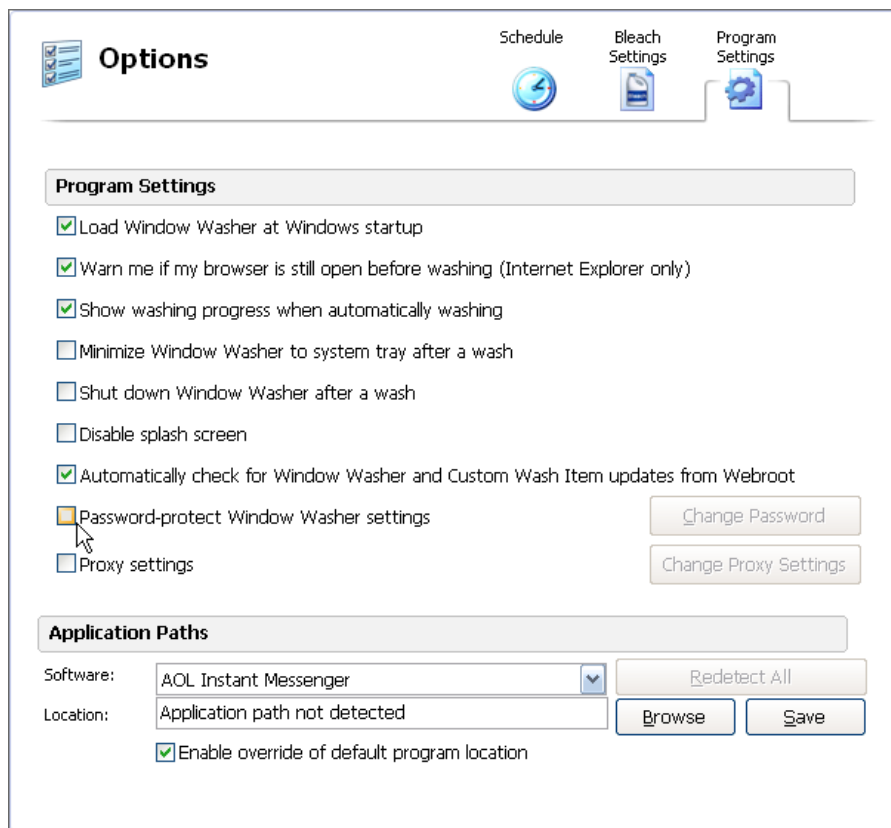 Options
Schedule
Bleach
Settings
Program
Settings
Program Settings
Load Window Washer at Windows startup
Warn me if my browser is still open before washing (Internet Explorer only)
Show washing progress when automatically washing
Minimize Window Washer to system tray after a wash
Shut down Window Washer after a wash
Disable splash screen
Automatically check for Window Washer and Custom Wash Item updates from Webroot
Password-protect Window Washer settings
Change Password
Proxy settings
Change Proxy Settings
Application Paths
Software:
AOL Instant Messenger
Redetect All
Location:
Application path not detected
Browse
Save
Enable override of default program location